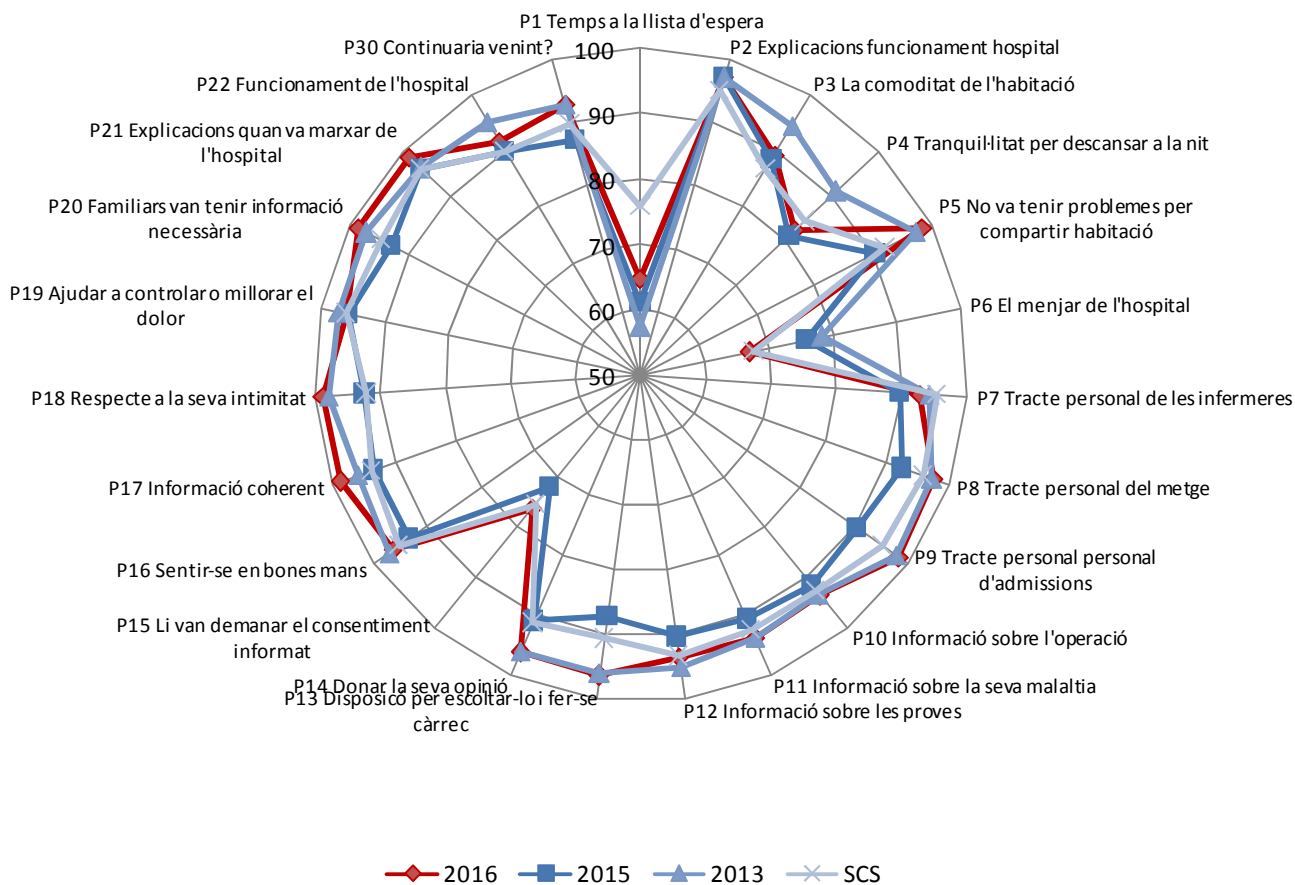 P1 Temps a la llista d'espera
P30 Continuaria venint?
P2 Explicacions funcionament hospital
P22 Funcionament de l'hospital
P3 La comoditat de l'habitació
P21 Explicacions quan va marxar de
l'hospital
P4 Tranquil·litat per descansar a la nit
P20 Familiars van tenir informació
necessària
P5 No va tenir problemes per
compartir habitació
P19 Ajudar a controlar o millorar el
dolor
P6 El menjar de l'hospital
P18 Respecte a la seva intimitat
P7 Tracte personal de les infermeres
P17 Informació coherent
P8 Tracte personal del metge
P16 Sentir-se en bones mans
P9 Tracte personal personal
d'admissions
P15 Li van demanar el consentiment
informat
P10 Informació sobre l'operació
P14 Donar la seva opinió
P11 Informació sobre la seva malaltia
P13 Disposicó per escoltar-lo i fer-se
càrrec
P12 Informació sobre les proves
100
90
80
70
60
50
2016
2015
2013
SCS